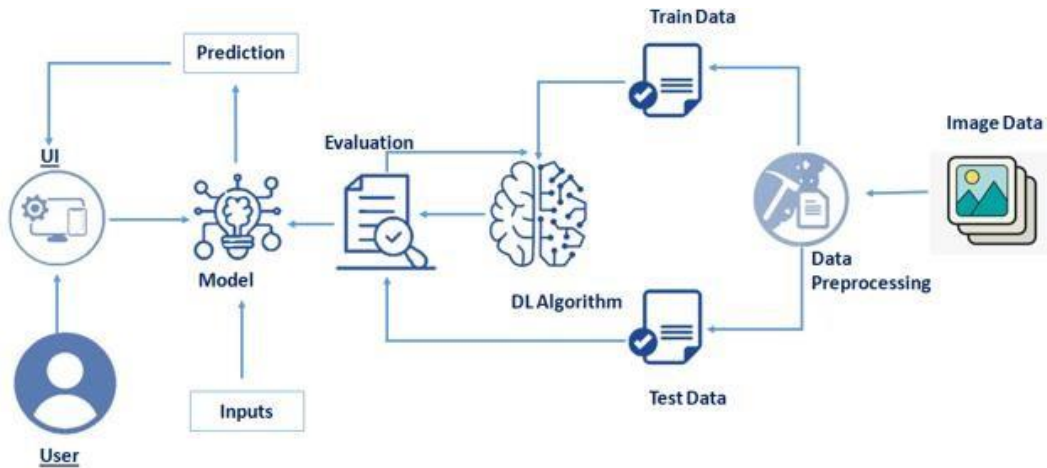 Train Data
Prediction
Image Data
Evaluation
UI
Data
Preprocessing
Model
DL Algorithm
Test Data
Inputs
User